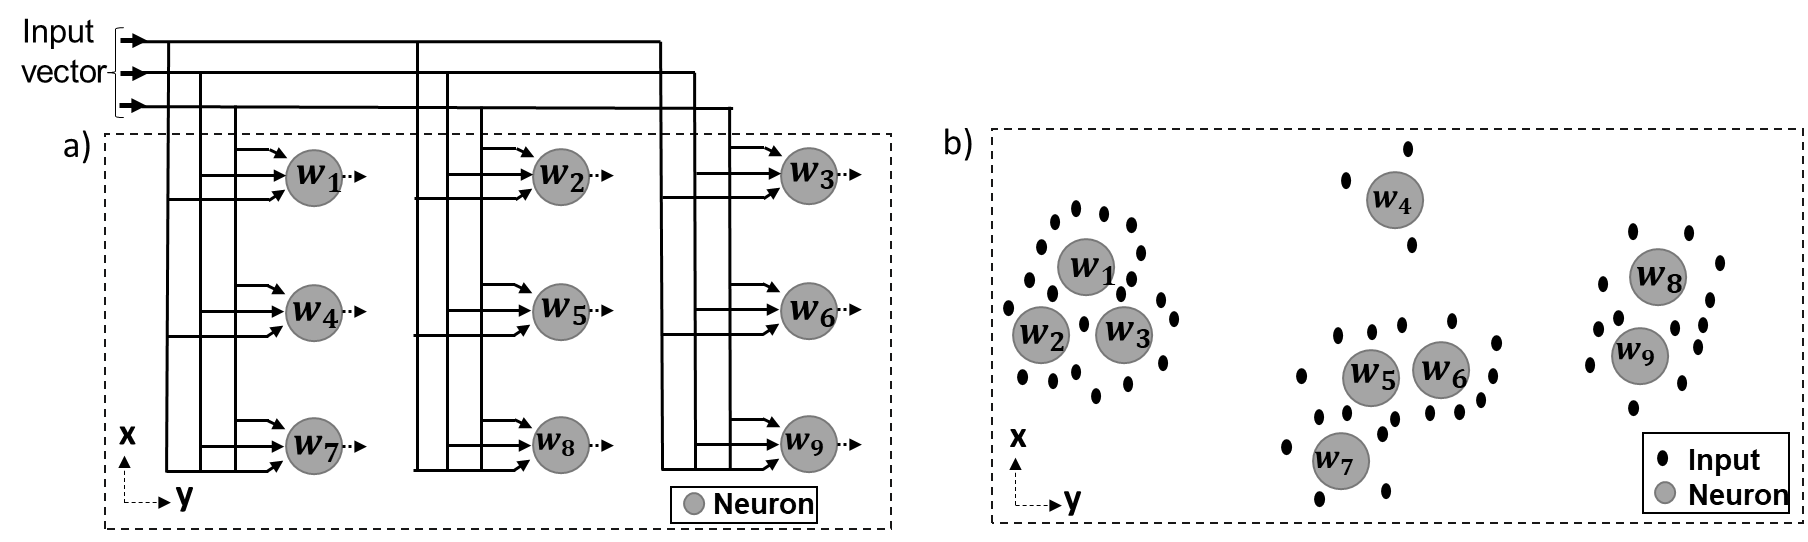 Input
vector
a)
w1
w2
w3
w4
w5
w6
w7
w8
w9
x
y
Neuron
b)
w4
w1
w8
w2
w3
w9
w5
w6
w7
x
y
Input
Neuron